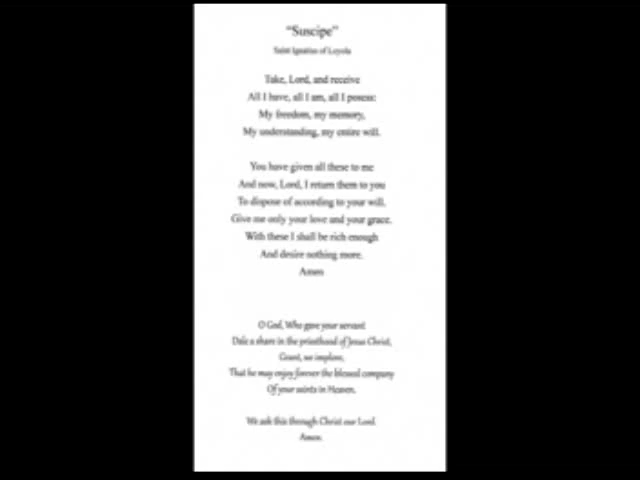 “Suscipe”
Saint Ignatius of Loyola
Take, Lord, and receive
All I have, all I am, all I posess:
My freedom, my memory,
My understanding, my entire will.
You have given all these to me
And now, Lord, I return them to you
To dispose of according to your will.
Give me only your love and your grace.
With these I shall be rich enough
And desire nothing more.
Amen
O God, Who gave your servant
Dale a share in the priesthood of Jesus Christ,
Grant, we implore,
That he may enjoy forever the blessed company
Of your saints in Heaven.
We ask this through Christ our Lord.
Amen.